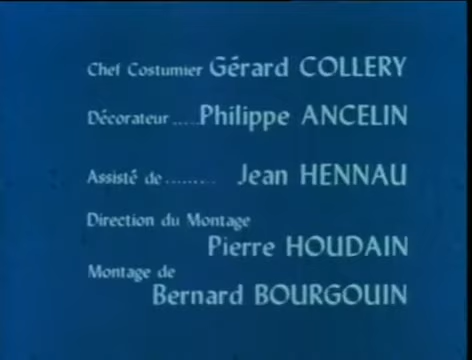 Chef Costumier Gérard COLLERY
Décorateur.....Philippe ANCELIN
Assisté de......... Jean HENNAU
Direction du Montage
Pierre HOUDAIN
Montage de
Bernard BOURGOUIN